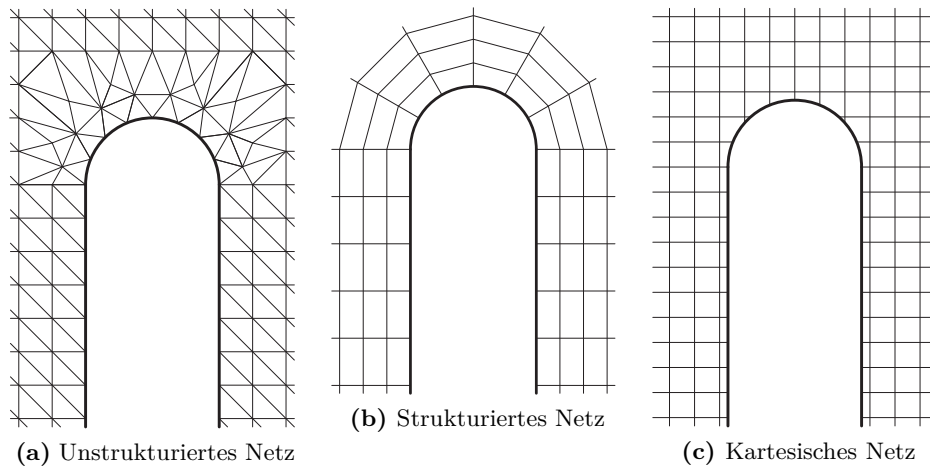 (a) Unstrukturiertes Netz
(b) Strukturiertes Netz
(c) Kartesisches Netz